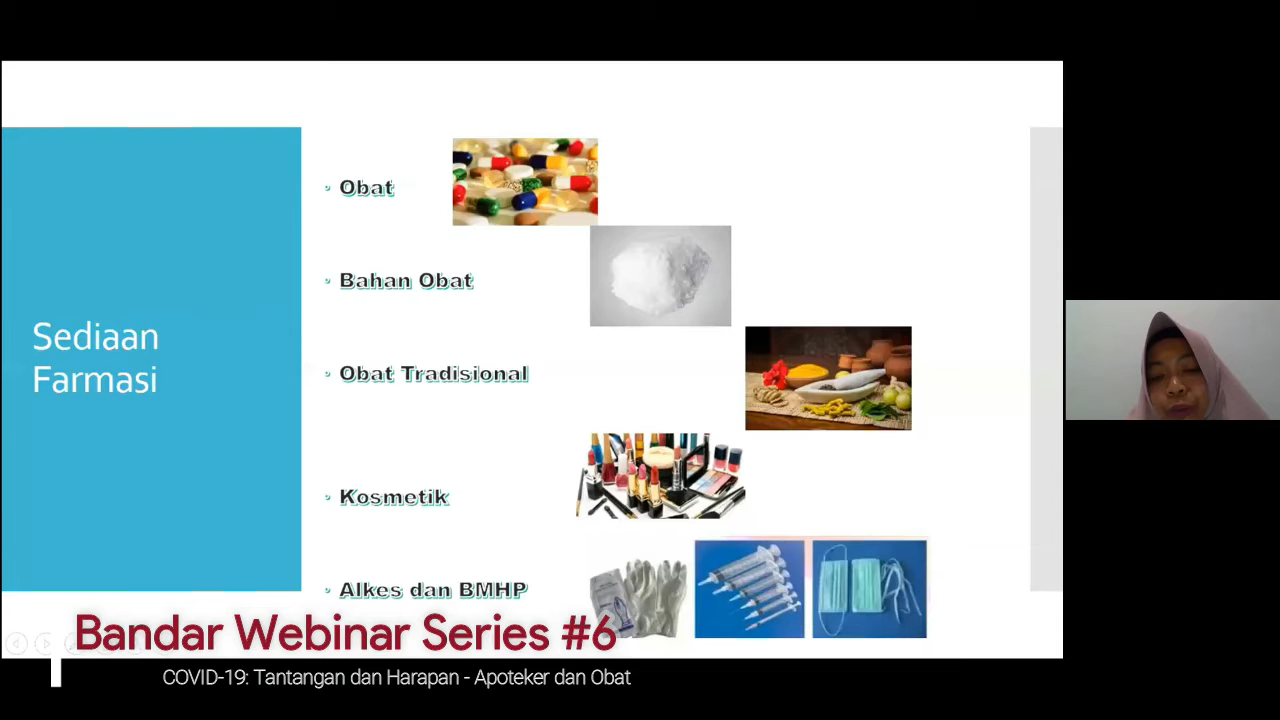 Sediaan
Farmasi
Obat
Bahan Obat
Obat Tradisional
Kosmetik
Alkes dan BMHP
Bandar Webinar Series #6
COVID-19: Tantangan dan Harapan - Apoteker dan Obat